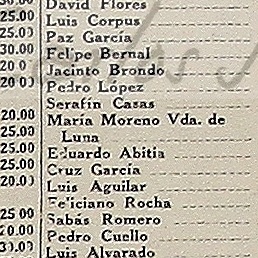 30.00 David Flores
25.00 Luis Corpus
25.00 Paz García
30.00 Felipe Bernal
20.00 Jacinto Brondo
20.00 Pedro López
Serafín Casas
20.00 María Moreno Vda. de
25.00 Luna
25.00 Eduardo Abitia
25.00 Cruz García
20.00 Luis Aguilar
Feliciano Rocha
25.00 Sabás Romero
20.00 Pedro Cuello
30.00 Luis Alvarado